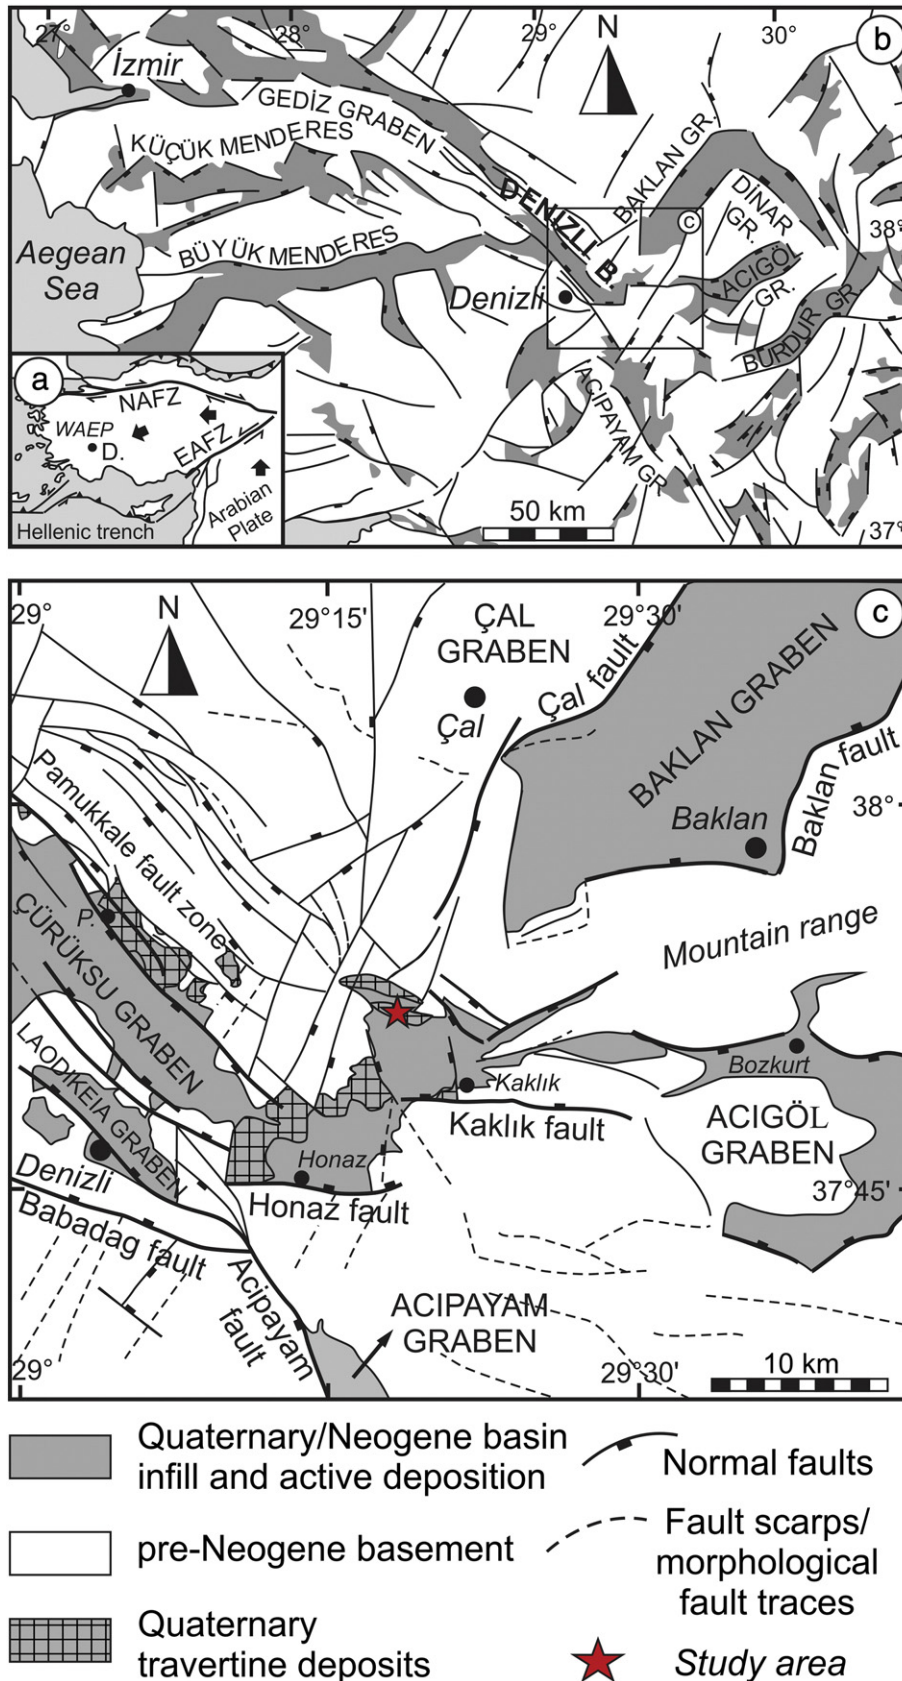 27°
28°
29°
30°
b
N
İzmir
GEDİZ GRABEN
KÜÇÜK MENDERES
BÜYÜK MENDERES
DENİZLİ B.
BAKLAN GR.
DİNAR
GR.
c
38°
Aegean
Sea
Denizli
ACIGÖL
GR.
BURDUR GR
ACIPAYAM GR
a
NAFZ
WAEP
D.
EAFZ
Arabian
Plate
Hellenic trench
50 km
37°
29°
N
29°15'
29°30'
c
ÇAL
GRABEN
Çal
Çal fault
BAKLAN GRABEN
Baklan
Baklan fault
38°
Pamukkale fault zone
P.
ÇÜRÜKSU GRABEN
Mountain range
LAODIKEIA GRABEN
Kaklık
Kaklık fault
Bozkurt
ACIGÖL
GRABEN
Honaz
Honaz fault
37°45'
Denizli
Babadag fault
Acipayam
fault
ACIPAYAM
GRABEN
29°
29°30'
10 km
Quaternary/Neogene basin
infill and active deposition
Normal faults
pre-Neogene basement
Fault scarps/
morphological
fault traces
Quaternary
travertine deposits
Study area